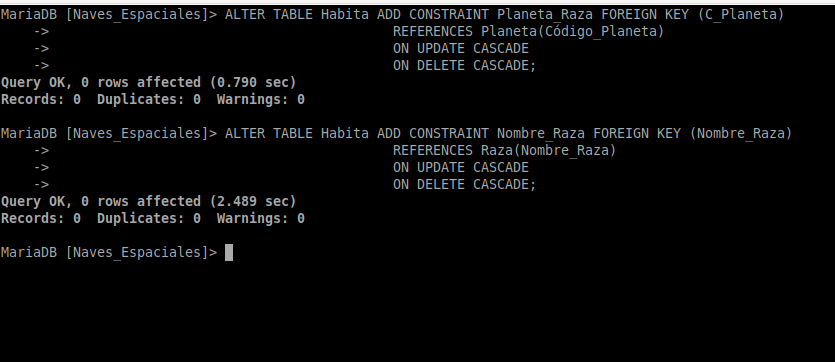 MariaDB [Naves_Espaciales]> ALTER TABLE Habita ADD CONSTRAINT Planeta_Raza FOREIGN KEY (C_Planeta)
    -> REFERENCES Planeta(Código_Planeta)
    -> ON UPDATE CASCADE
    -> ON DELETE CASCADE;
Query OK, 0 rows affected (0.790 sec)
Records: 0  Duplicates: 0  Warnings: 0
MariaDB [Naves_Espaciales]> ALTER TABLE Habita ADD CONSTRAINT Nombre_Raza FOREIGN KEY (Nombre_Raza)
    -> REFERENCES Raza(Nombre_Raza)
    -> ON UPDATE CASCADE
    -> ON DELETE CASCADE;
Query OK, 0 rows affected (2.489 sec)
Records: 0  Duplicates: 0  Warnings: 0
MariaDB [Naves_Espaciales]>